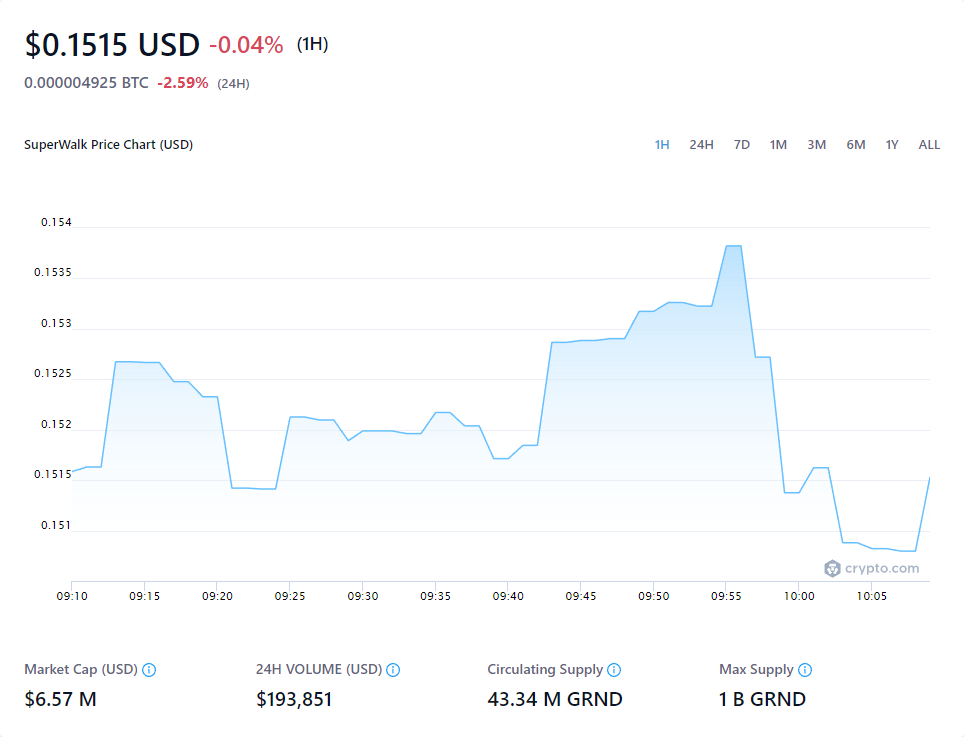 $0.1515 USD -0.04% (1H)
0.000004925 BTC -2.59% (24H)
SuperWalk Price Chart (USD) 1H 24H 7D 1M 3M 6M 1Y ALL
0.154
0.1535
0.153
0.1525
0.152
0.1515
0.151
crypto.com
09:10 09:15 09:20 09:25 09:30 09:35 09:40 09:45 09:50 09:55 10:00 10:05
Market Cap (USD) 24H VOLUME (USD) Circulating Supply Max Supply
$6.57 M $193,851 43.34 M GRND 1 B GRND